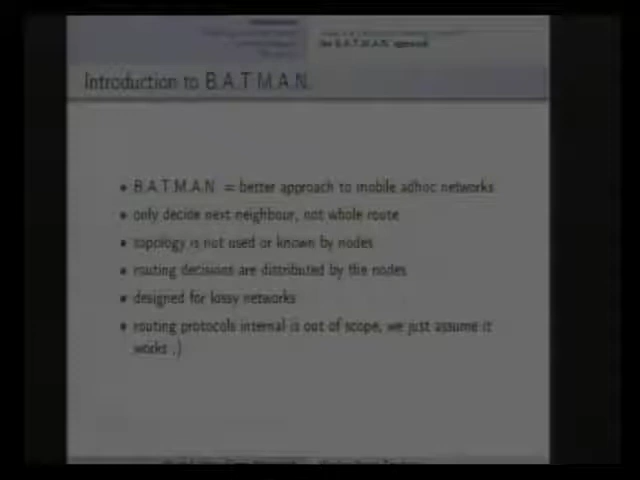 the B.A.T.M.A.N. approach
Introduction to B.A.T.M.A.N.
• B.A.T.M.A.N. = better approach to mobile adhoc networks
• only decide next neighbour, not whole route
• topology is not used or known by nodes
• routing decisions are distributed by the nodes
• designed for lossy networks
• routing protocols internal is out of scope, we just assume it
works ;)